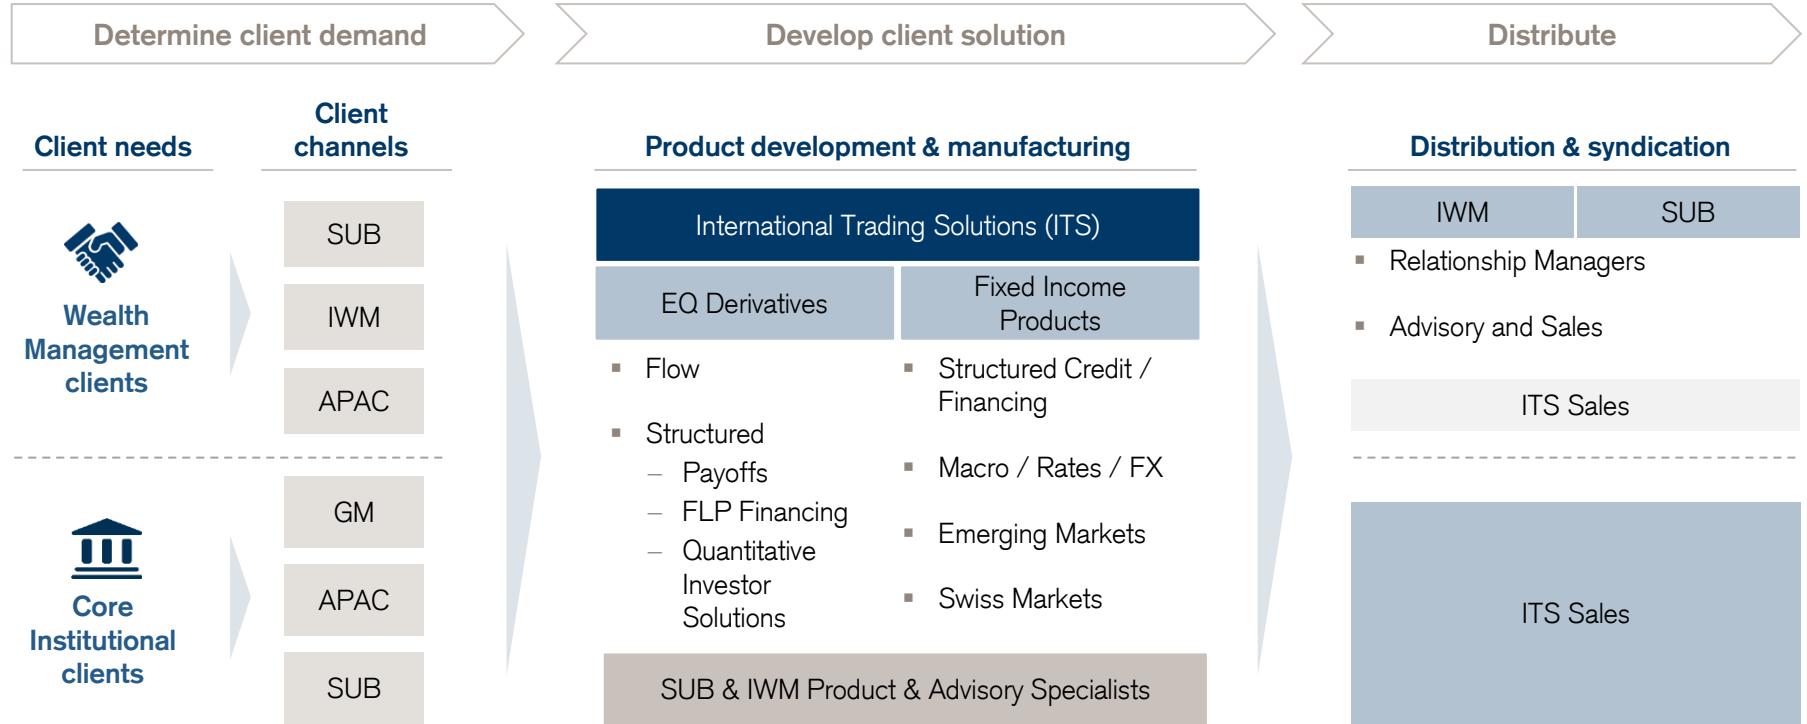 Determine client demand
Develop client solution
Distribute
Client needs
Client
channels
Product development & manufacturing
Distribution & syndication
Wealth
Management
clients
SUB
IWM
APAC
Core
Institutional
clients
GM
APAC
SUB
International Trading Solutions (ITS)
EQ Derivatives
▪ Flow
▪ Structured
– Payoffs
– FLP Financing
– Quantitative
Investor
Solutions
Fixed Income
Products
▪ Structured Credit /
Financing
▪ Macro / Rates / FX
▪ Emerging Markets
▪ Swiss Markets
SUB & IWM Product & Advisory Specialists
IWM
SUB
▪ Relationship Managers
▪ Advisory and Sales
ITS Sales
ITS Sales